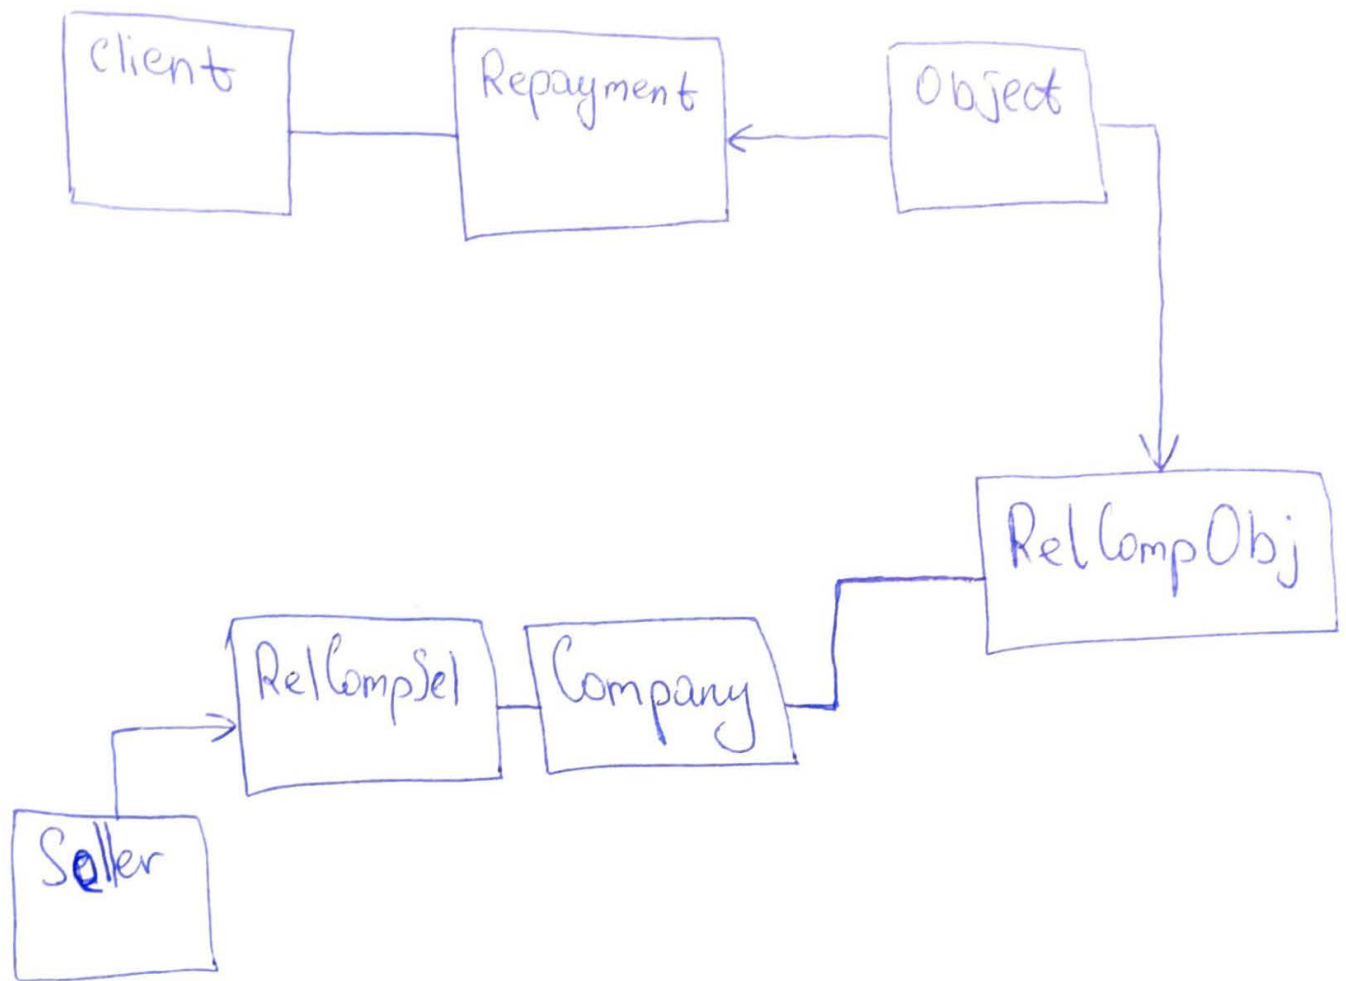 Client
Repayment
Object
RelCompObj
RelCompSel
Company
Seller